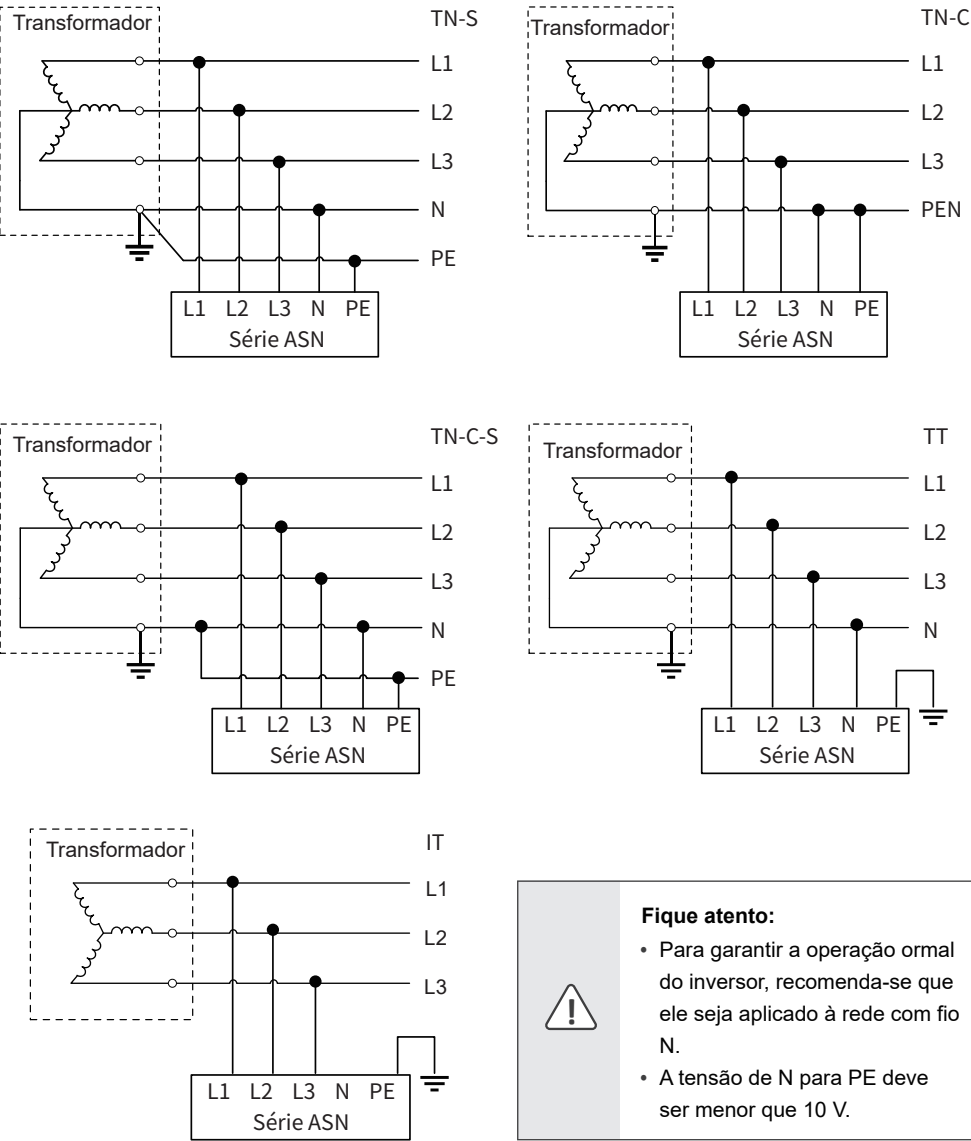 Transformador
TN-S
L1
L2
L3
N
PE
L1 L2 L3 N PE
Série ASN
Transformador
TN-C
L1
L2
L3
PEN
L1 L2 L3 N PE
Série ASN
Transformador
TN-C-S
L1
L2
L3
N
PE
L1 L2 L3 N PE
Série ASN
Transformador
TT
L1
L2
L3
N
L1 L2 L3 N PE
Série ASN
Transformador
IT
L1
L2
L3
L1 L2 L3 N PE
Série ASN
Fique atento:
• Para garantir a operação ormal
do inversor, recomenda-se que
ele seja aplicado à rede com fio
N.
• A tensão de N para PE deve
ser menor que 10 V.